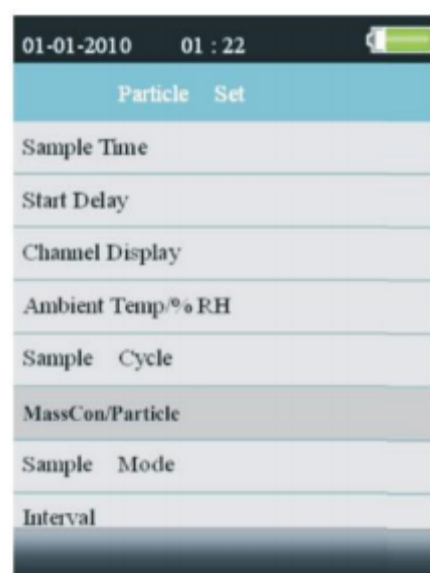 01-01-2010 01 : 22
Particle Set
Sample Time
Start Delay
Channel Display
Ambient Temp/% RH
Sample Cycle
MassCon/Particle
Sample Mode
Interval